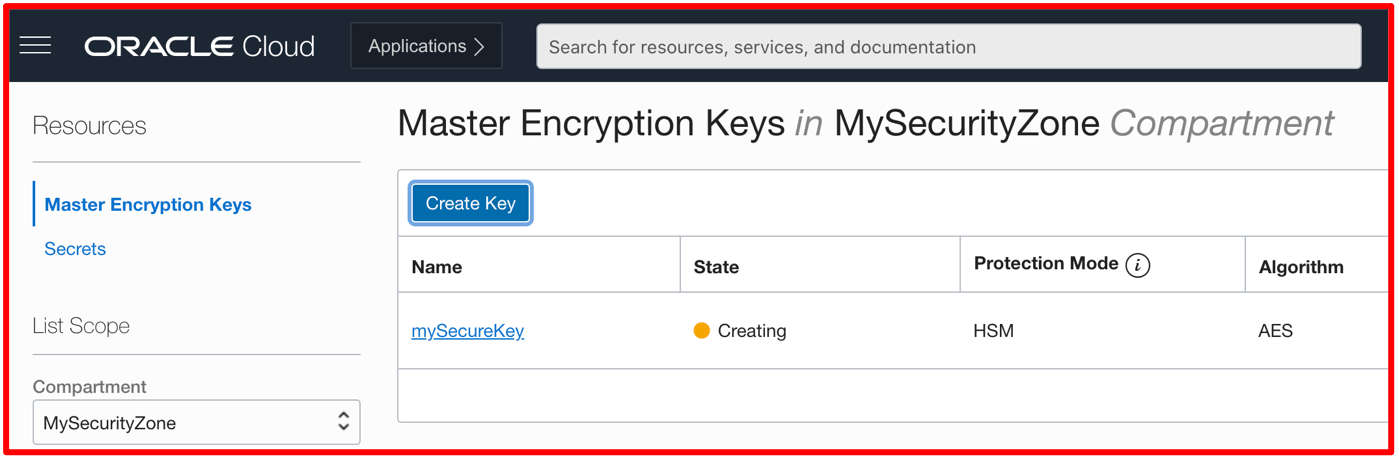 ORACLE Cloud
Applications
Search for resources, services, and documentation
Resources
Master Encryption Keys
Secrets
List Scope
Compartment
MySecurityZone
Master Encryption Keys in MySecurityZone Compartment
Create Key
Name State Protection Mode i Algorithm
mySecureKey Creating HSM AES